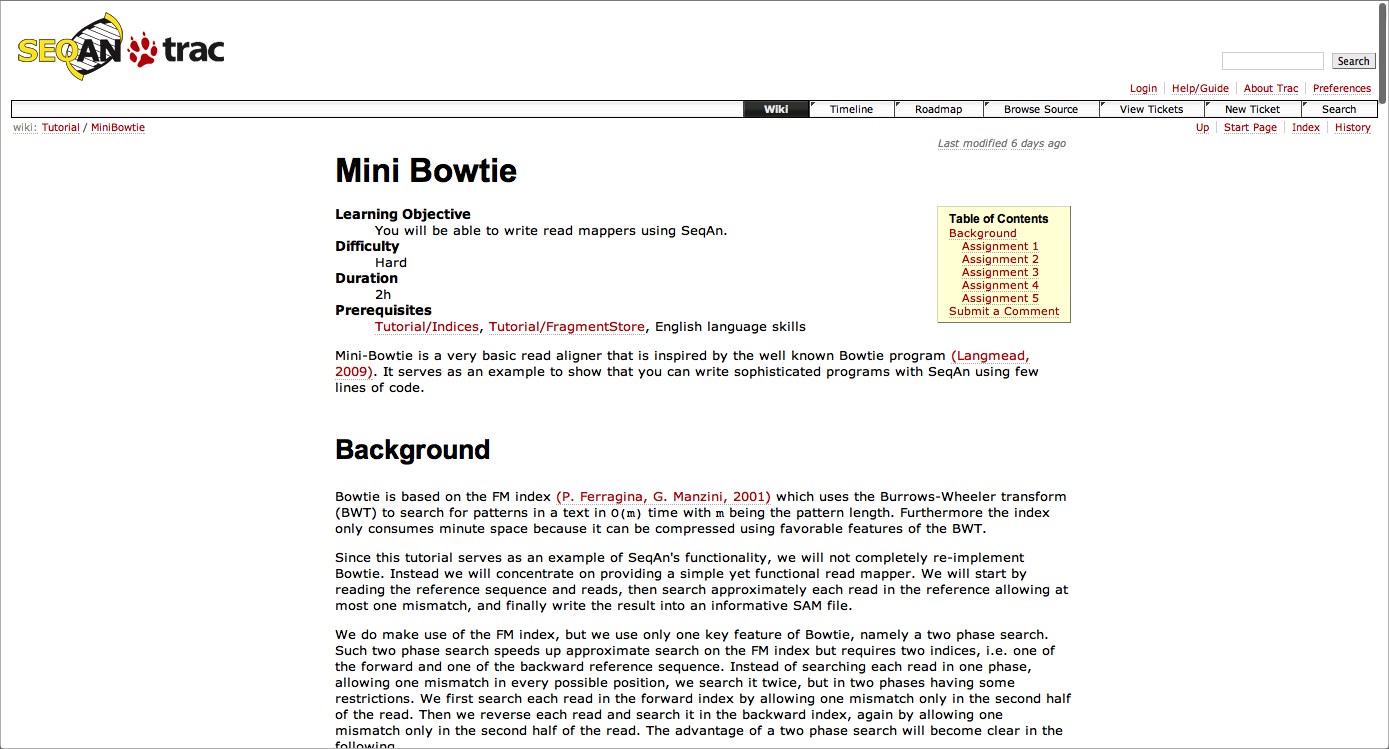 SEQAN trac
Search
Login Help/Guide About Trac Preferences
Wiki Timeline Roadmap Browse Source View Tickets New Ticket Search
wiki: Tutorial / MiniBowtie
Up Start Page Index History
Last modified 6 days ago
Mini Bowtie
Learning Objective
You will be able to write read mappers using SeqAn.
Difficulty
Hard
Duration
2h
Prerequisites
Tutorial/Indices, Tutorial/FragmentStore, English language skills
Table of Contents
Background
Assignment 1
Assignment 2
Assignment 3
Assignment 4
Assignment 5
Submit a Comment
Mini-Bowtie is a very basic read aligner that is inspired by the well known Bowtie program (Langmead,
2009). It serves as an example to show that you can write sophisticated programs with SeqAn using few
lines of code.
Background
Bowtie is based on the FM index (P. Ferragina, G. Manzini, 2001) which uses the Burrows-Wheeler transform
(BWT) to search for patterns in a text in O(m) time with m being the pattern length. Furthermore the index
only consumes minute space because it can be compressed using favorable features of the BWT.
Since this tutorial serves as an example of SeqAn's functionality, we will not completely re-implement
Bowtie. Instead we will concentrate on providing a simple yet functional read mapper. We will start by
reading the reference sequence and reads, then search approximately each read in the reference allowing at
most one mismatch, and finally write the result into an informative SAM file.
We do make use of the FM index, but we use only one key feature of Bowtie, namely a two phase search.
Such two phase search speeds up approximate search on the FM index but requires two indices, i.e. one of
the forward and one of the backward reference sequence. Instead of searching each read in one phase,
allowing one mismatch in every possible position, we search it twice, but in two phases having some
restrictions. We first search each read in the forward index by allowing one mismatch only in the second half
of the read. Then we reverse each read and search it in the backward index, again by allowing one
mismatch only in the second half of the read. The advantage of a two phase search will become clear in the
following.